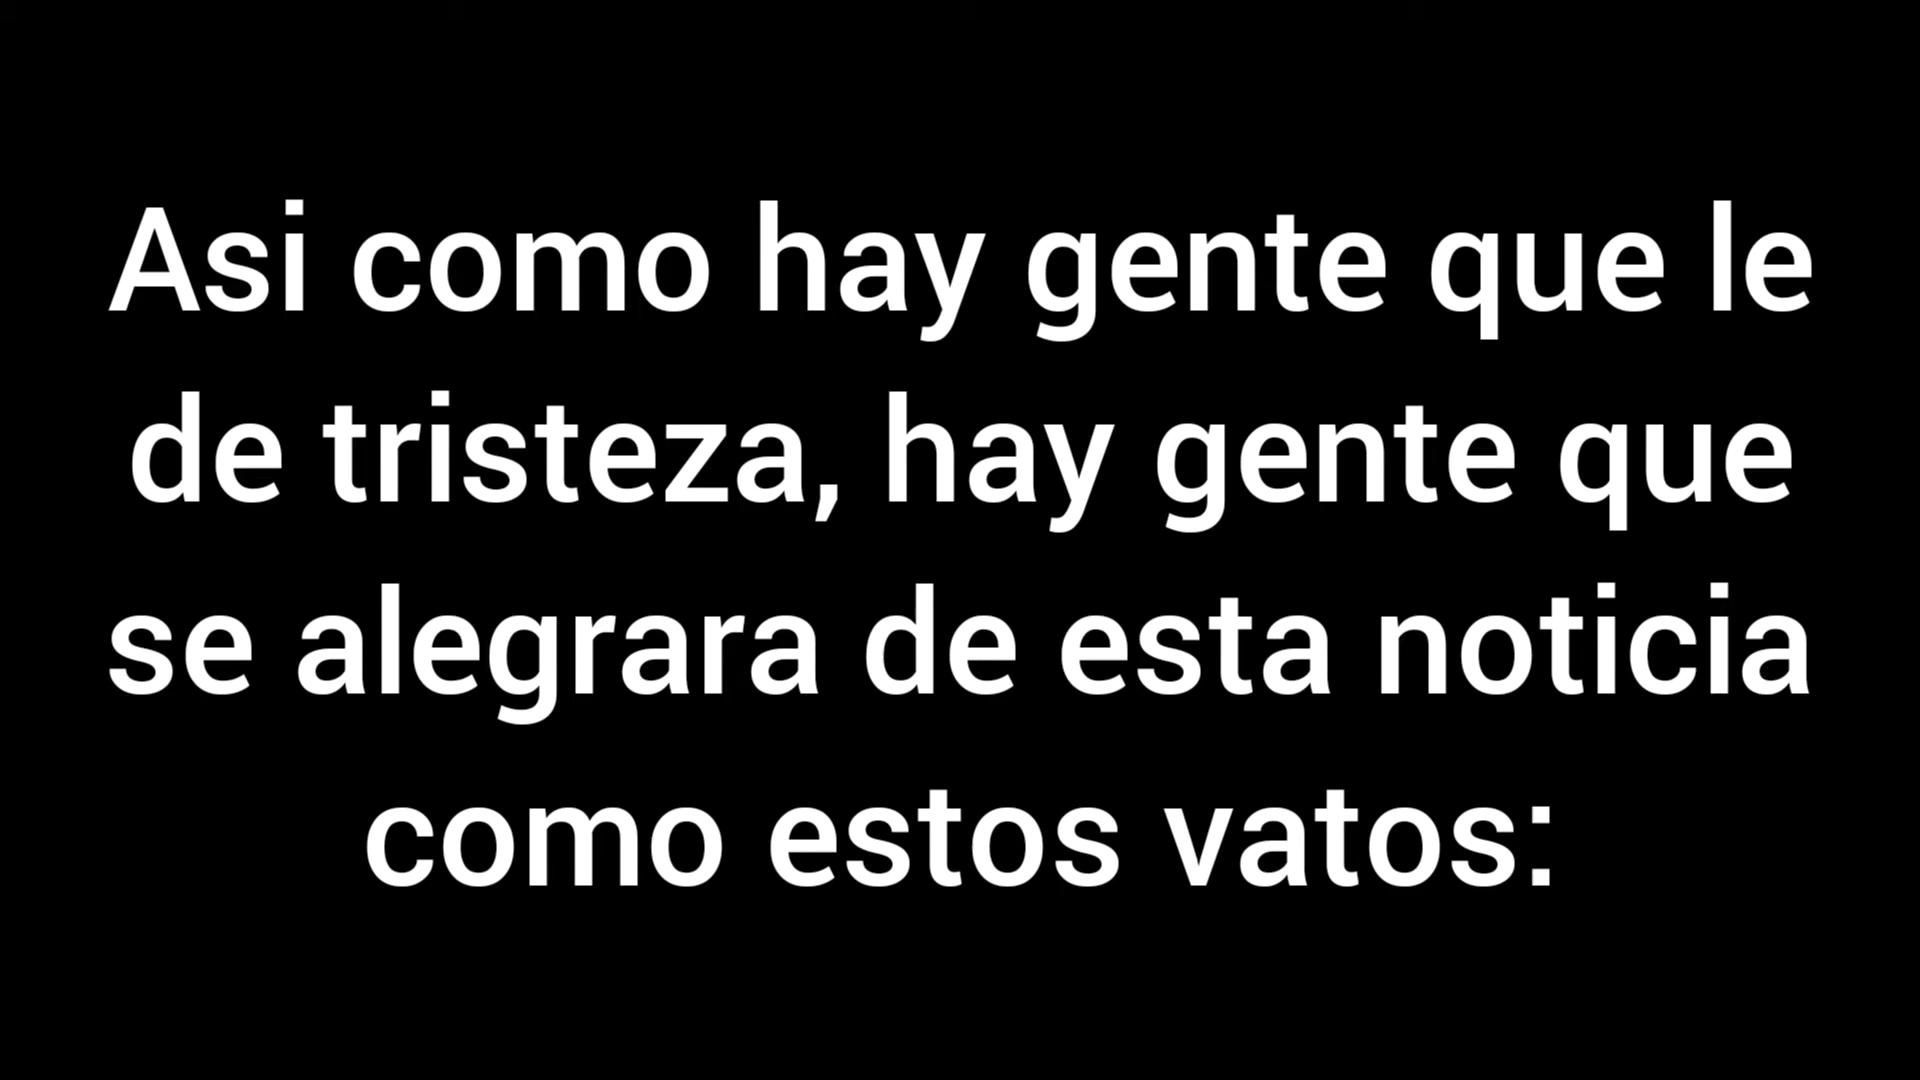 Asi como hay gente que le
de tristeza, hay gente que
se alegrara de esta noticia
como estos vatos: